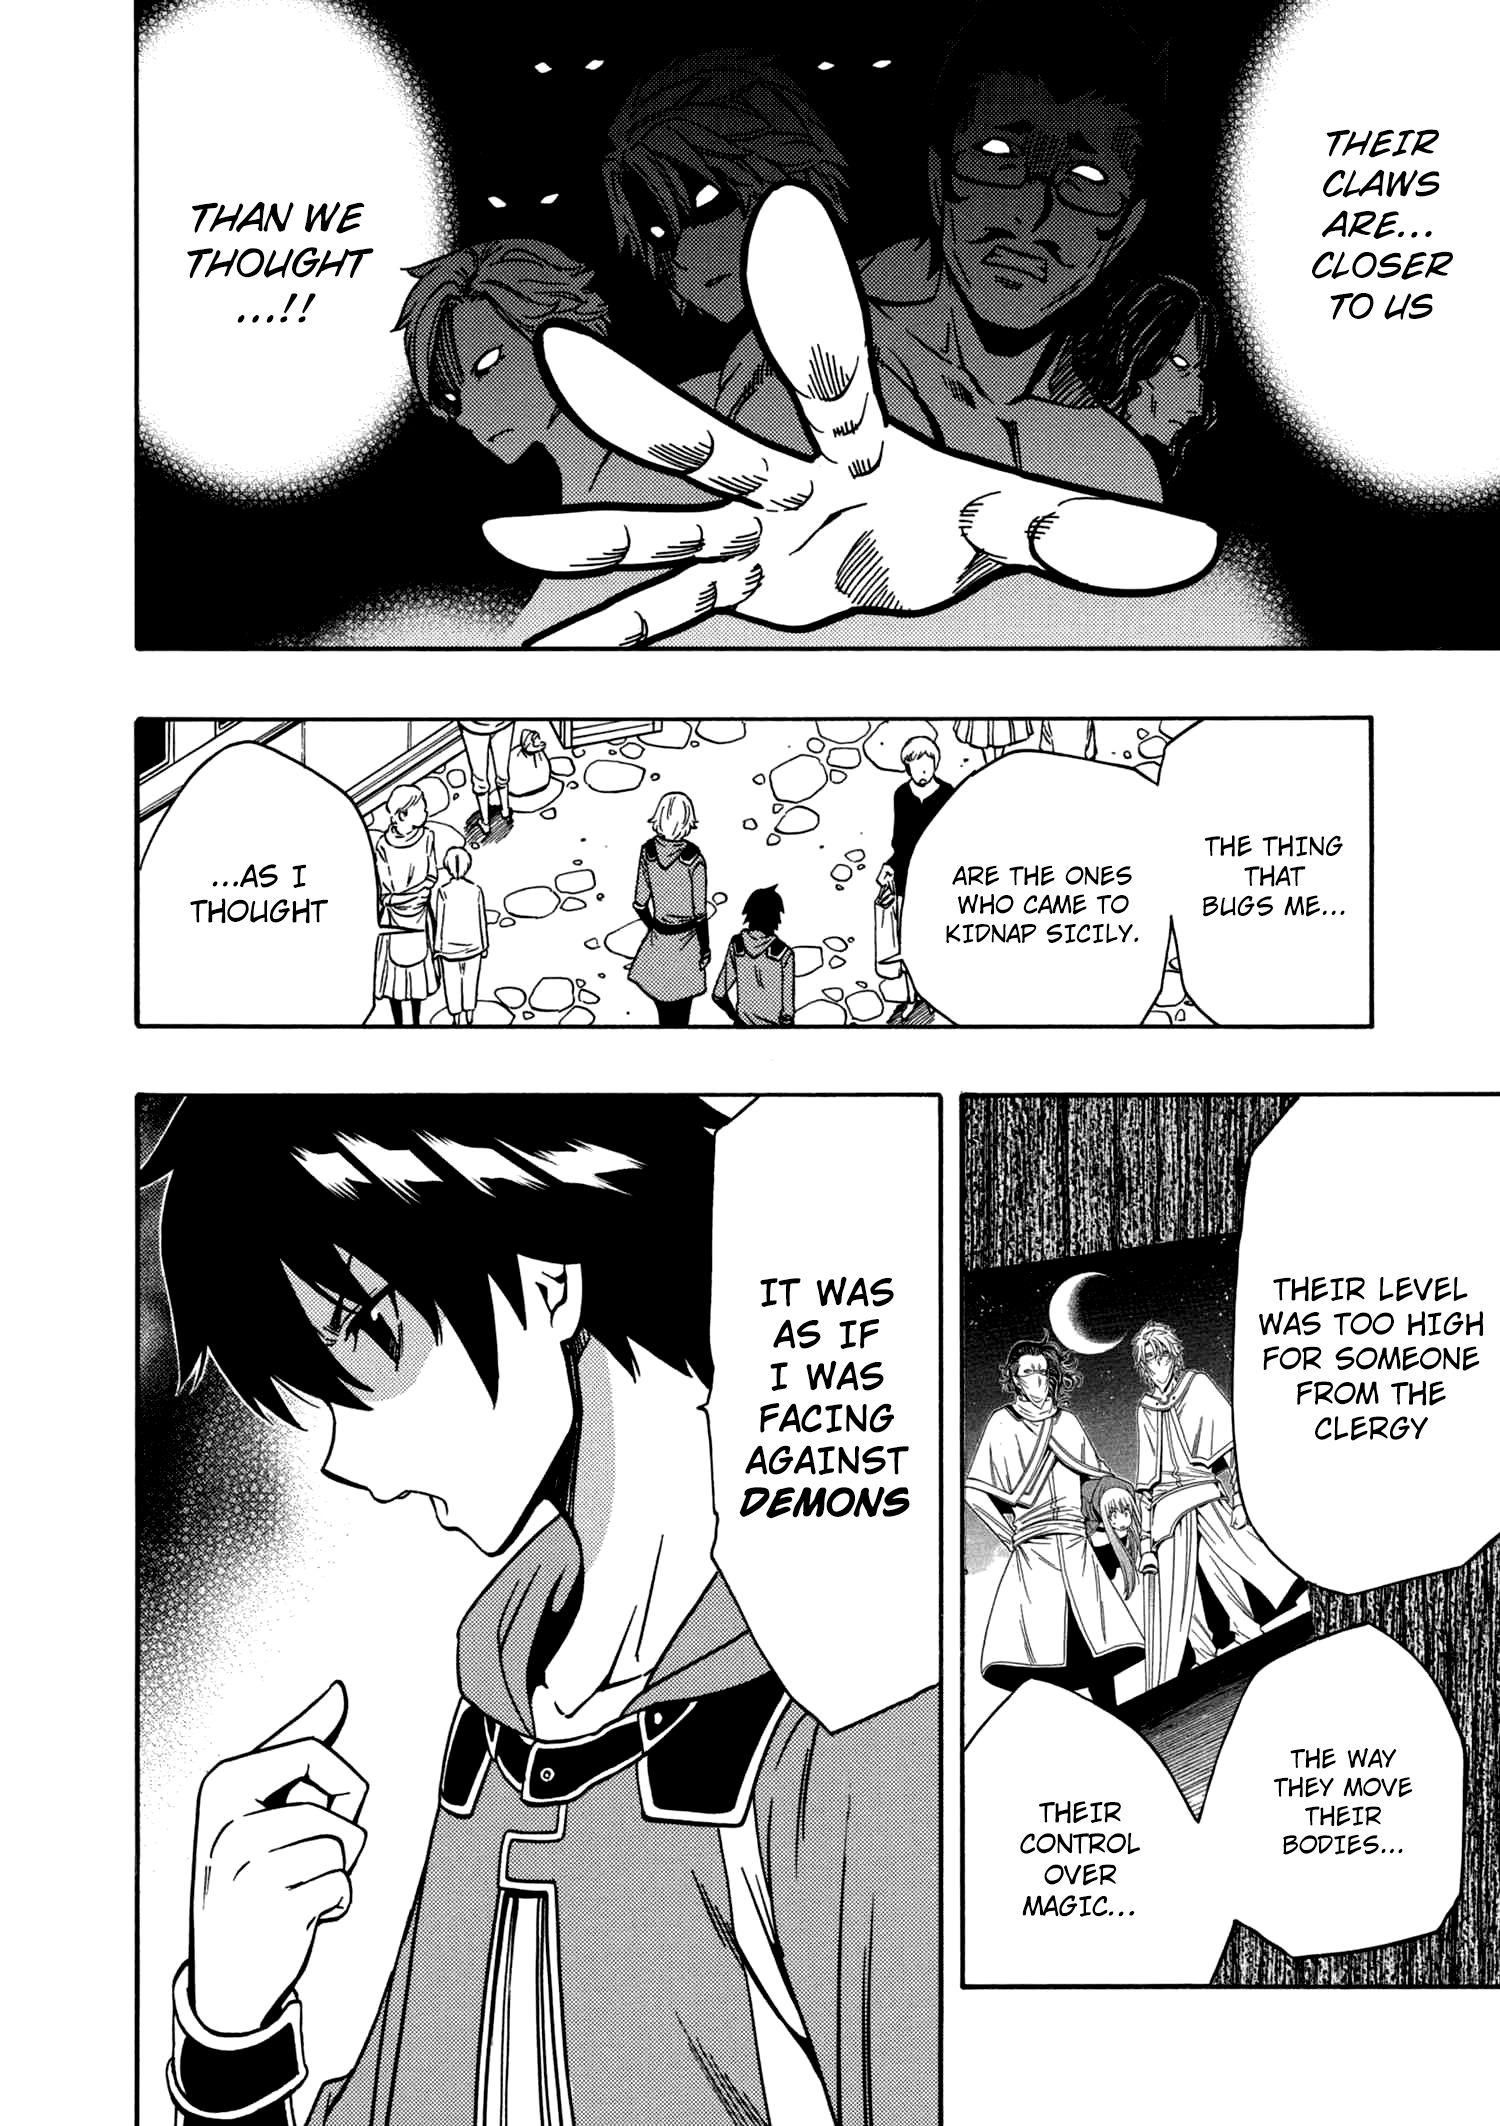 THEIR
CLAWS
ARE...
CLOSER
TO US
THAN WE
THOUGHT
...!!
THE THING
THAT
BUGS ME...
ARE THE ONES
WHO CAME TO
KIDNAP SICILY.
...AS I
THOUGHT
THEIR LEVEL
WAS TOO HIGH
FOR SOMEONE
FROM THE
CLERGY
THE WAY
THEY MOVE
THEIR
BODIES...
THEIR
CONTROL
OVER
MAGIC...
IT WAS
AS IF
I WAS
FACING
AGAINST
DEMONS